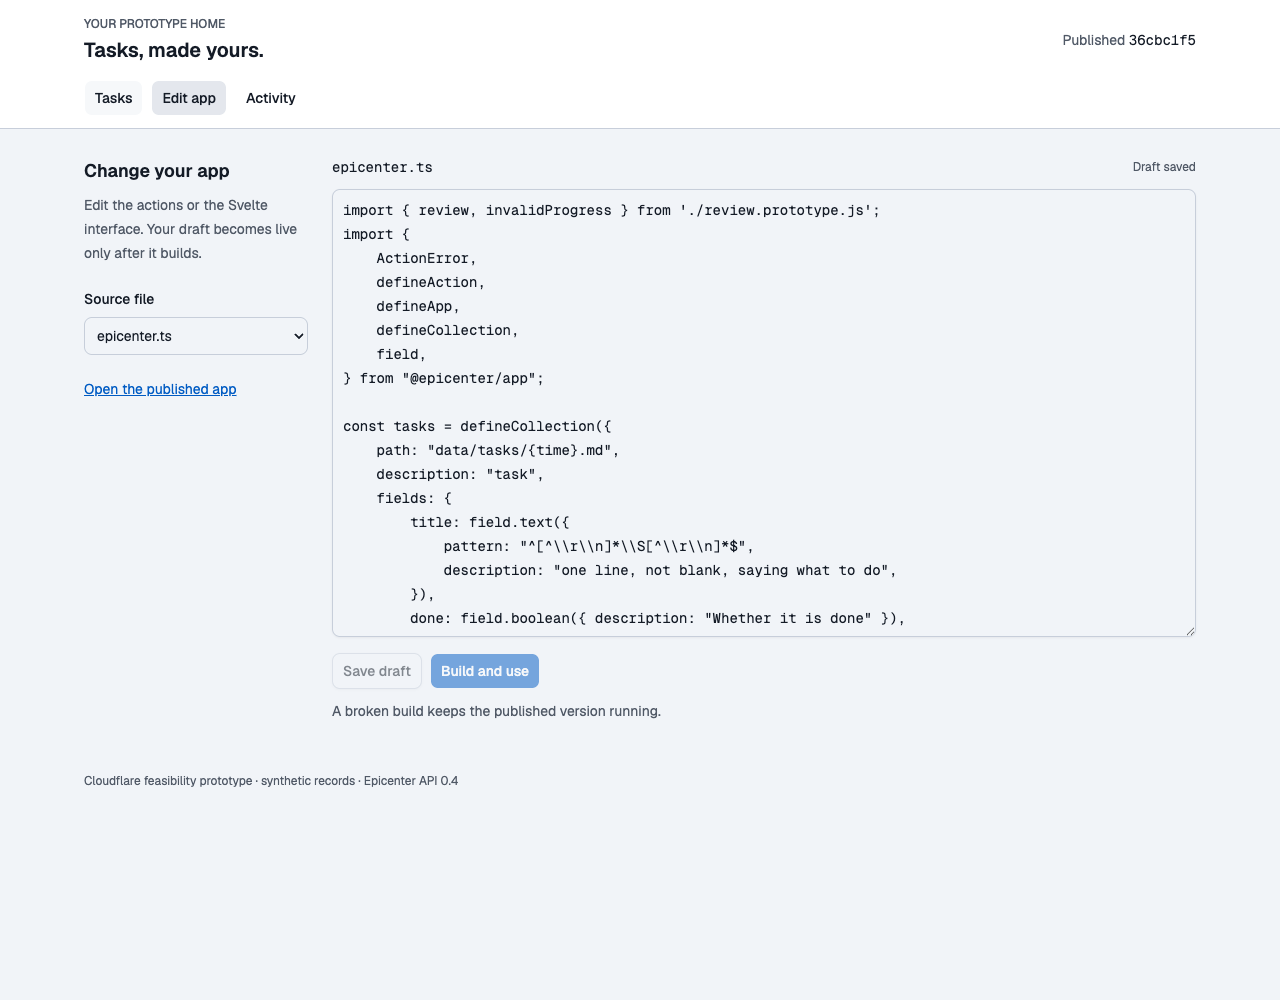 YOUR PROTOTYPE HOME
Tasks, made yours.
Published 36cbc1f5
Tasks
Edit app
Activity
Change your app
Edit the actions or the Svelte
interface. Your draft becomes live
only after it builds.
Source file
epicenter.ts
Open the published app
epicenter.ts
Draft saved
import { review, invalidProgress } from './review.prototype.js';
import {
    ActionError,
    defineAction,
    defineApp,
    defineCollection,
    field,
} from "@epicenter/app";

const tasks = defineCollection({
    path: "data/tasks/{time}.md",
    description: "task",
    fields: {
        title: field.text({
            pattern: "^[^\\r\\n]*\\S[^\\r\\n]*$",
            description: "one line, not blank, saying what to do",
        }),
        done: field.boolean({ description: "Whether it is done" }),
Save draft
Build and use
A broken build keeps the published version running.
Cloudflare feasibility prototype · synthetic records · Epicenter API 0.4